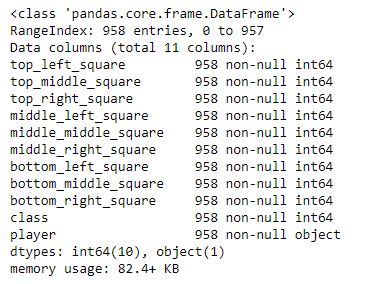 <class 'pandas.core.frame.DataFrame'>
RangeIndex: 958 entries, 0 to 957
Data columns (total 11 columns):
top_left_square         958 non-null int64
top_middle_square       958 non-null int64
top_right_square        958 non-null int64
middle_left_square      958 non-null int64
middle_middle_square    958 non-null int64
middle_right_square     958 non-null int64
bottom_left_square      958 non-null int64
bottom_middle_square    958 non-null int64
bottom_right_square     958 non-null int64
class                   958 non-null int64
player                  958 non-null object
dtypes: int64(10), object(1)
memory usage: 82.4+ KB